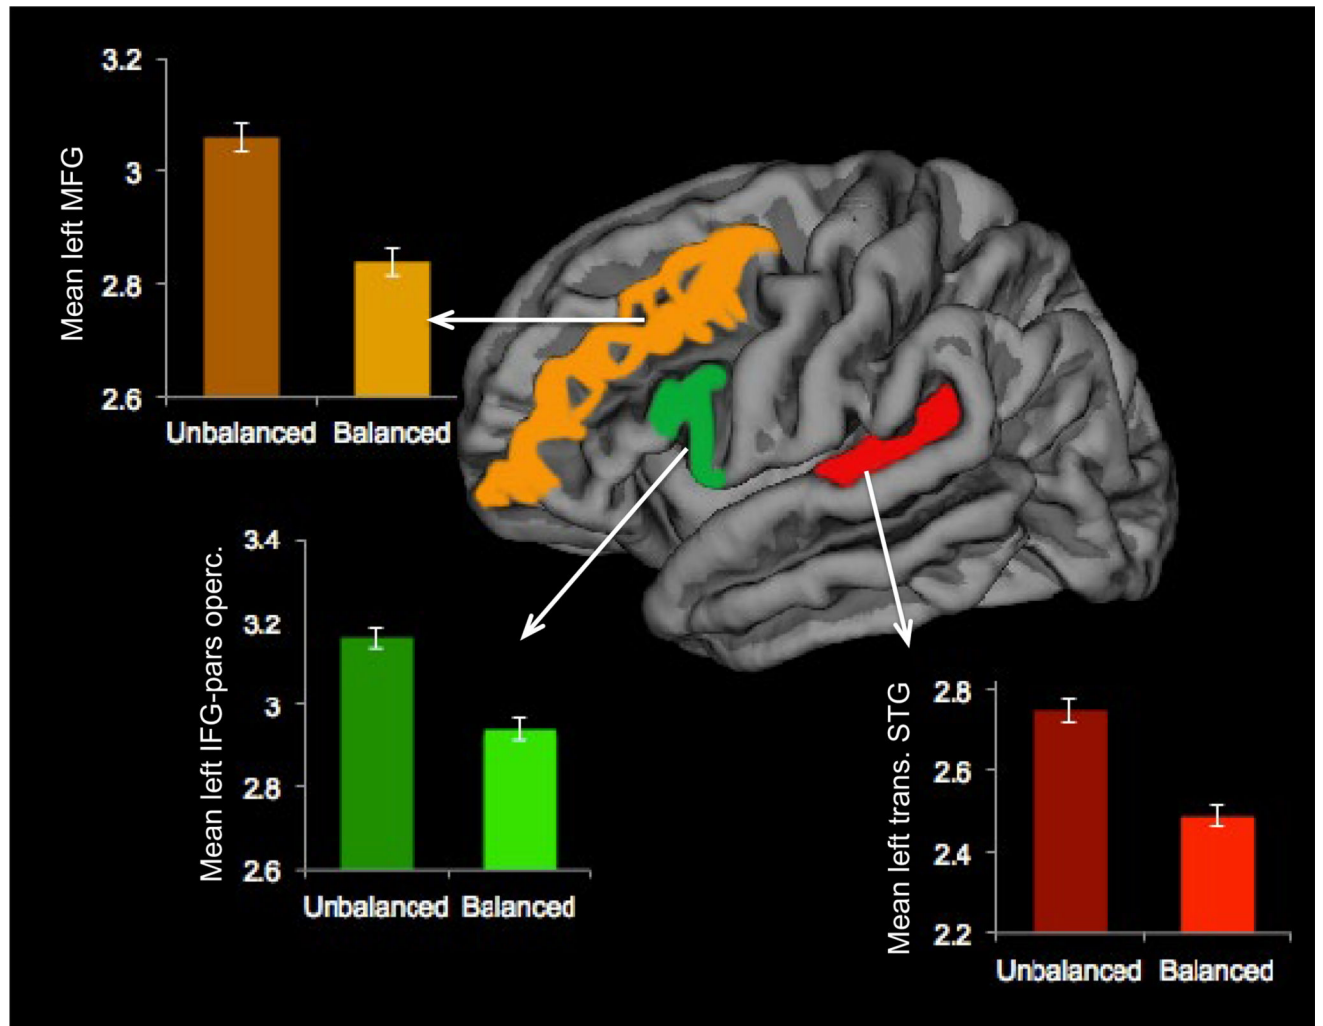 Mean left MFG
3.2
3
2.8
2.6
Unbalanced Balanced
Mean left IFG-pars operc.
3.4
3.2
3
2.8
2.6
Unbalanced Balanced
Mean left trans. STG
2.8
2.6
2.4
2.2
Unbalanced Balanced